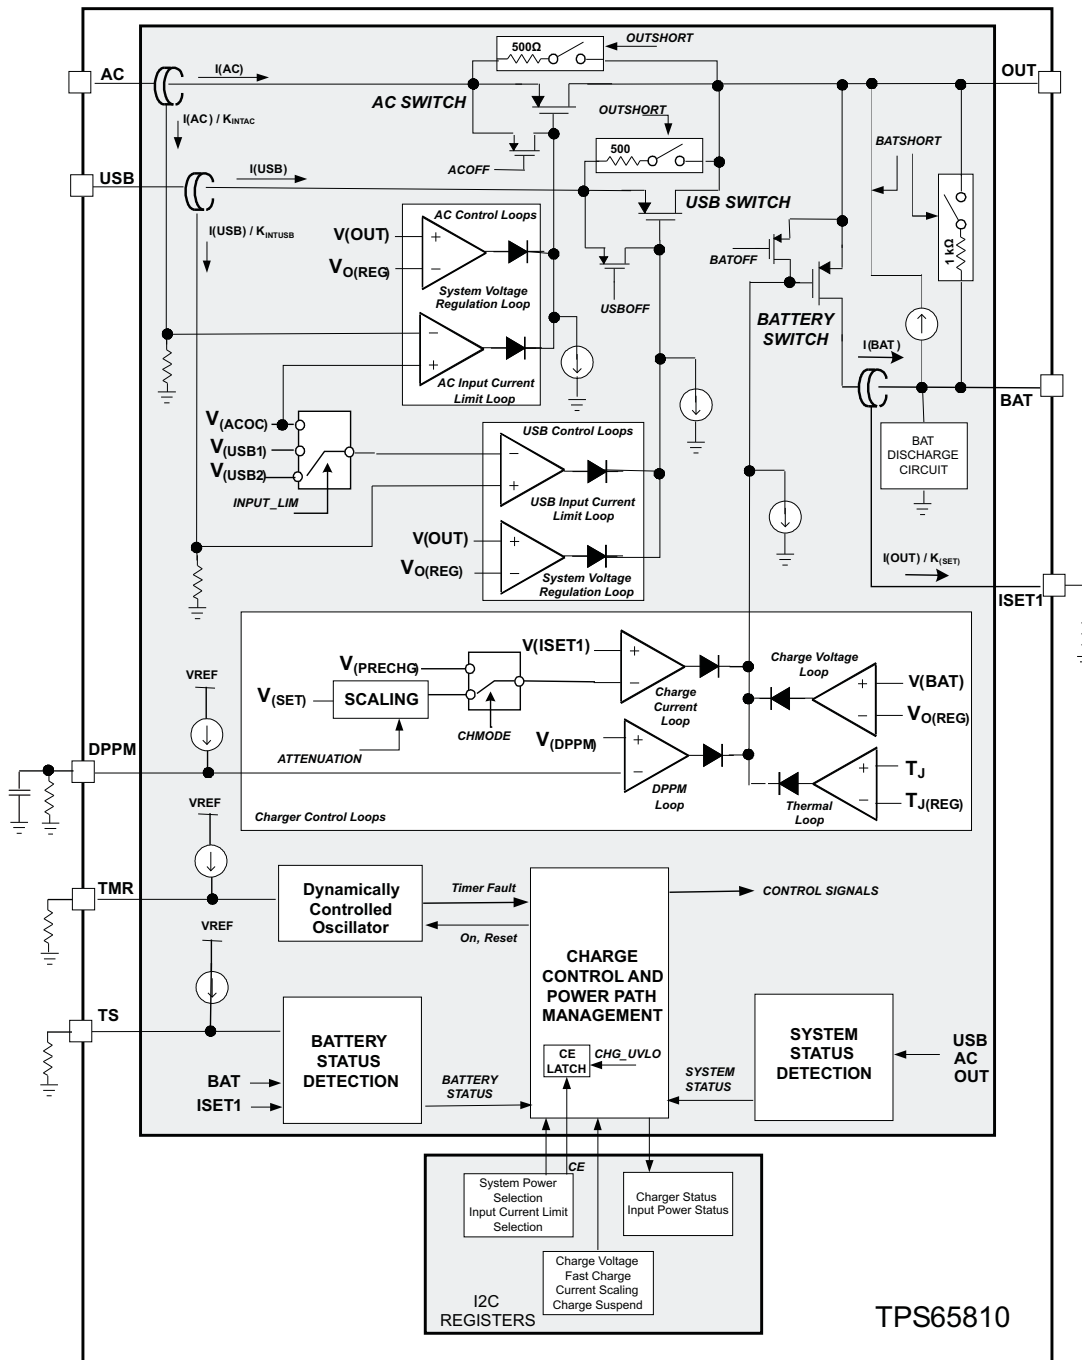 500Ω
OUTSHORT
AC
I(AC)
OUT
AC SWITCH
OUTSHORT
I(AC) / KINTAC
ACOFF
500
BATSHORT
USB
I(USB)
USB SWITCH
1 kΩ
I(USB) / KINTUSB
AC Control Loops
V(OUT)
+
VO(REG)
−
System Voltage
Regulation Loop
BATOFF
USBOFF
BATTERY
SWITCH
−
+
I(BAT)
AC Input Current
Limit Loop
BAT
V(ACOC)
V(USB1)
V(USB2)
INPUT_LIM
USB Control Loops
−
+
USB Input Current
Limit Loop
BAT
DISCHARGE
CIRCUIT
V(OUT)
+
VO(REG)
−
System Voltage
Regulation Loop
I(OUT) / K(SET)
ISET1
V(ISET1)
+
−
Charge
Current
Loop
Charge Voltage
Loop
V(PRECHG)
V(SET)
SCALING
CHMODE
ATTENUATION
+
V(BAT)
−
VO(REG)
VREF
DPPM
V(DPPM)
+
−
DPPM
Loop
+
TJ
−
TJ(REG)
Thermal
Loop
Charger Control Loops
VREF
TMR
Dynamically
Controlled
Oscillator
Timer Fault
On, Reset
CONTROL SIGNALS
VREF
CHARGE
CONTROL AND
POWER PATH
MANAGEMENT
TS
BATTERY
STATUS
DETECTION
BAT
ISET1
BATTERY
STATUS
CE
LATCH
CHG_UVLO
SYSTEM
STATUS
SYSTEM
STATUS
DETECTION
USB
AC
OUT
CE
System Power
Selection
Input Current Limit
Selection
Charger Status
Input Power Status
Charge Voltage
Fast Charge
Current Scaling
Charge Suspend
I2C
REGISTERS
TPS65810